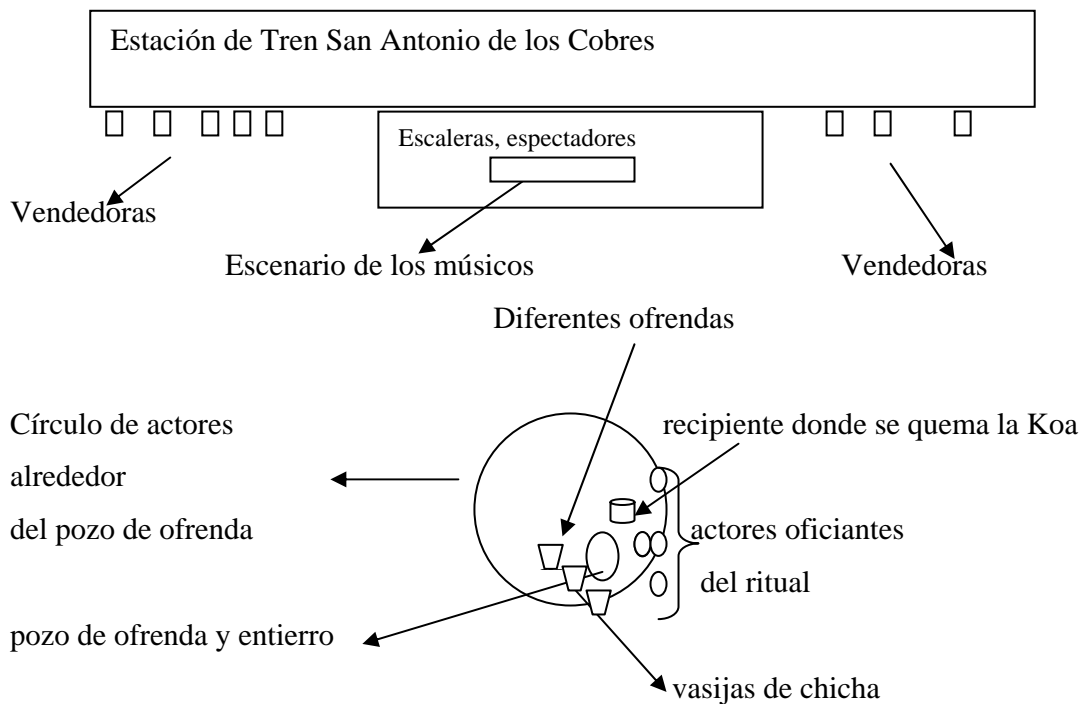 Estación de Tren San Antonio de los Cobres
Escaleras, espectadores
Vendedoras
Escenario de los músicos
Vendedoras
Diferentes ofrendas
Círculo de actores
alrededor
del pozo de ofrenda
recipiente donde se quema la Koa
actores oficiantes
del ritual
pozo de ofrenda y entierro
vasijas de chicha